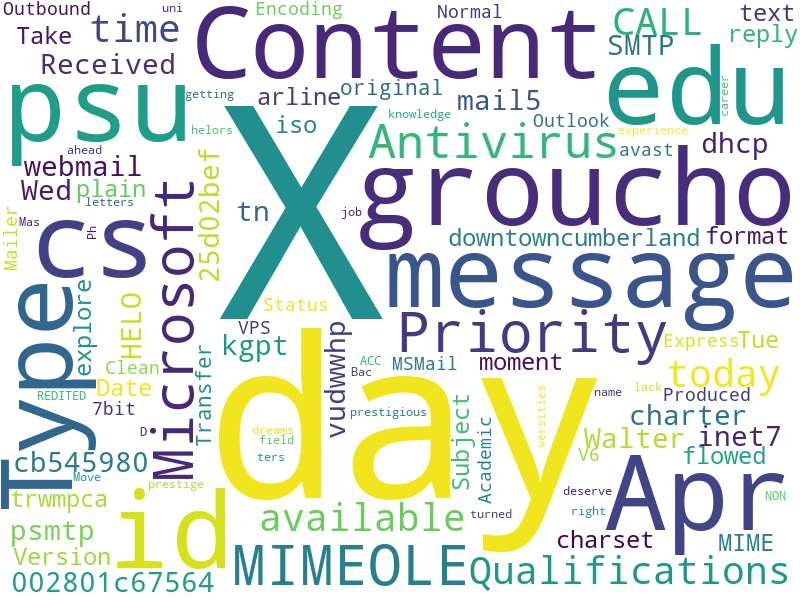 Outbound
uni
Encoding
Normal
text
Take
time
Content
CALL
reply
SMTP
Received
psu
getting
original
arline
mail5
edu
career
iso
knowledge
Outlook
helors
experience
Antivirus
avast
dhcp
ahead
webmail
Wed
plain
letters
25d02bef
X
tn
job
groucho
Mailer
Mas
Ph
cs
Microsoft
downtowncumberland
format
message
Type
explore
HELO
Status
VPS
kgpt
vudwwhp
Priority
Express
Tue
Clean
Transfer
ACC
Bac
MSMail
moment
today
Date
REDITED
7bit
day
prestigious
name
lack
Produced
charter
D
dreams
field
ters
Subject
Academic
versities
Walter
inet7
V6
flowed
cb545980
Move
prestige
id
Apr
trwmpca
deserve
NON
psmtp
available
turned
right
charset
MIME
Version
002801c67564
MIMEOLE
Qualifications